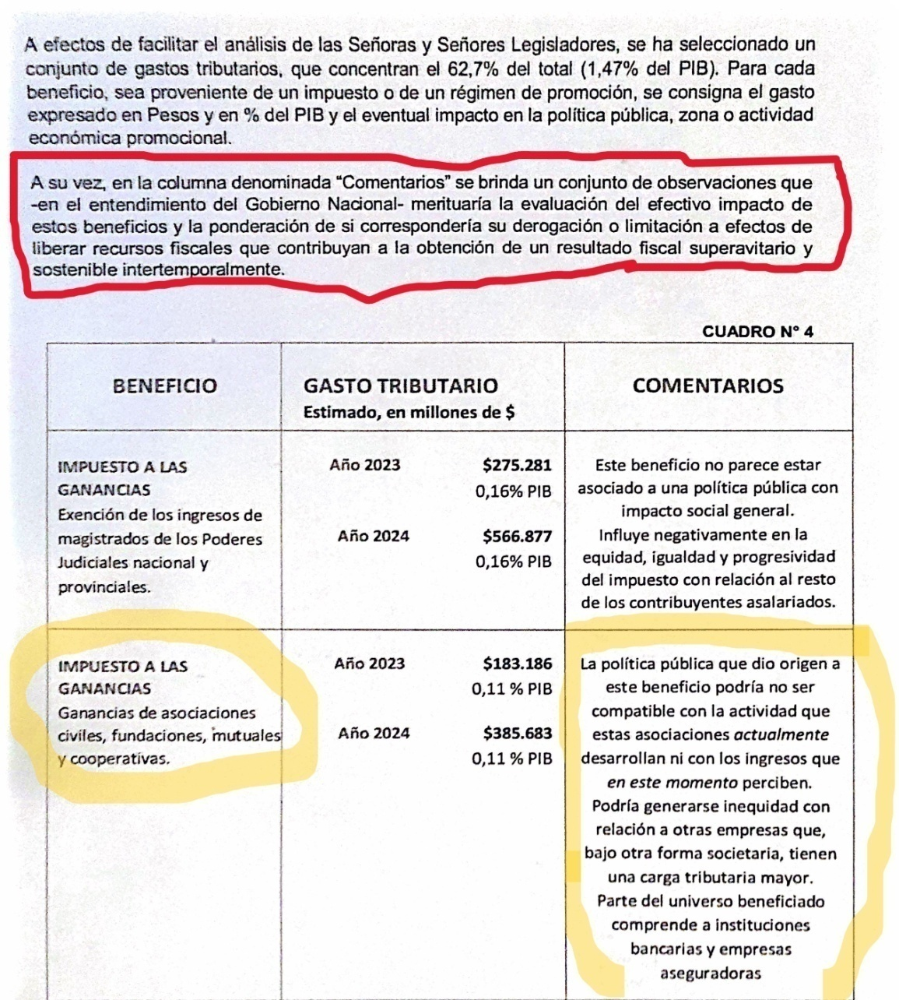 A efectos de facilitar el análisis de las Señoras y Señores Legisladores, se ha seleccionado un
conjunto de gastos tributarios, que concentran el 62,7% del total (1,47% del PIB). Para cada
beneficio, sea proveniente de un impuesto o de un régimen de promoción, se consigna el gasto
expresado en Pesos y en % del PIB y el eventual impacto en la política pública, zona o actividad
económica promocional.
A su vez, en la columna denominada “Comentarios” se brinda un conjunto de observaciones que
-en el entendimiento del Gobierno Nacional- merituaría la evaluación del efectivo impacto de
estos beneficios y la ponderación de si correspondería su derogación o limitación a efectos de
liberar recursos fiscales que contribuyan a la obtención de un resultado fiscal superavitario y
sostenible intertemporalmente.
CUADRO N° 4
BENEFICIO
GASTO TRIBUTARIO
Estimado, en millones de $
COMENTARIOS
IMPUESTO A LAS
GANANCIAS
Exención de los ingresos de
magistrados de los Poderes
Judiciales nacional y
provinciales.
Año 2023 $275.281
0,16% PIB
Año 2024 $566.877
0,16% PIB
Este beneficio no parece estar
asociado a una política pública con
impacto social general.
Influye negativamente en la
equidad, igualdad y progresividad
del impuesto con relación al resto
de los contribuyentes asalariados.
IMPUESTO A LAS
GANANCIAS
Ganancias de asociaciones
civiles, fundaciones, mutuales
y cooperativas.
Año 2023 $183.186
0,11 % PIB
Año 2024 $385.683
0,11 % PIB
La política pública que dio origen a
este beneficio podría no ser
compatible con la actividad que
estas asociaciones actualmente
desarrollan ni con los ingresos que
en este momento perciben.
Podría generarse inequidad con
relación a otras empresas que,
bajo otra forma societaria, tienen
una carga tributaria mayor.
Parte del universo beneficiado
comprende a instituciones
bancarias y empresas
aseguradoras